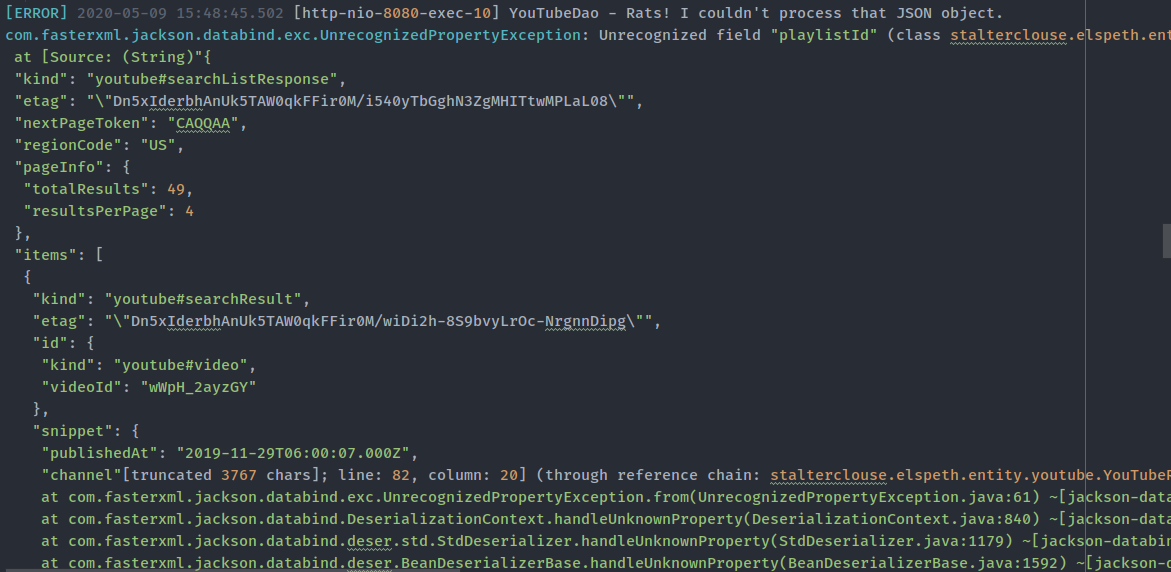 [ERROR] 2020-05-09 15:48:45.502 [http-nio-8080-exec-10] YouTubeDao - Rats! I couldn't process that JSON object.
com.fasterxml.jackson.databind.exc.UnrecognizedPropertyException: Unrecognized field "playlistId" (class stalterclouse.elspeth.ent
at [Source: (String)"{
"kind": "youtube#searchListResponse",
"etag": "\"Dn5xIderbhAnUk5TAW0qkFFir0M/i540yTbGghN3ZgMHITtwMPLaL08\"",
"nextPageToken": "CAQQAA",
"regionCode": "US",
"pageInfo": {
"totalResults": 49,
"resultsPerPage": 4
},
"items": [
{
"kind": "youtube#searchResult",
"etag": "\"Dn5xIderbhAnUk5TAW0qkFFir0M/wiDi2h-8S9bvyLrOc-NrgnnDipg\"",
"id": {
"kind": "youtube#video",
"videoId": "wWpH_2ayzGY"
},
"snippet": {
"publishedAt": "2019-11-29T06:00:07.000Z",
"channel"[truncated 3767 chars]; line: 82, column: 20] (through reference chain: stalterclouse.elspeth.entity.youtube.YouTubeR
at com.fasterxml.jackson.databind.exc.UnrecognizedPropertyException.from(UnrecognizedPropertyException.java:61) ~[jackson-data
at com.fasterxml.jackson.databind.DeserializationContext.handleUnknownProperty(DeserializationContext.java:840) ~[jackson-data
at com.fasterxml.jackson.databind.deser.std.StdDeserializer.handleUnknownProperty(StdDeserializer.java:1179) ~[jackson-databin
at com.fasterxml.jackson.databind.deser.BeanDeserializerBase.handleUnknownProperty(BeanDeserializerBase.java:1592) ~[jackson-d